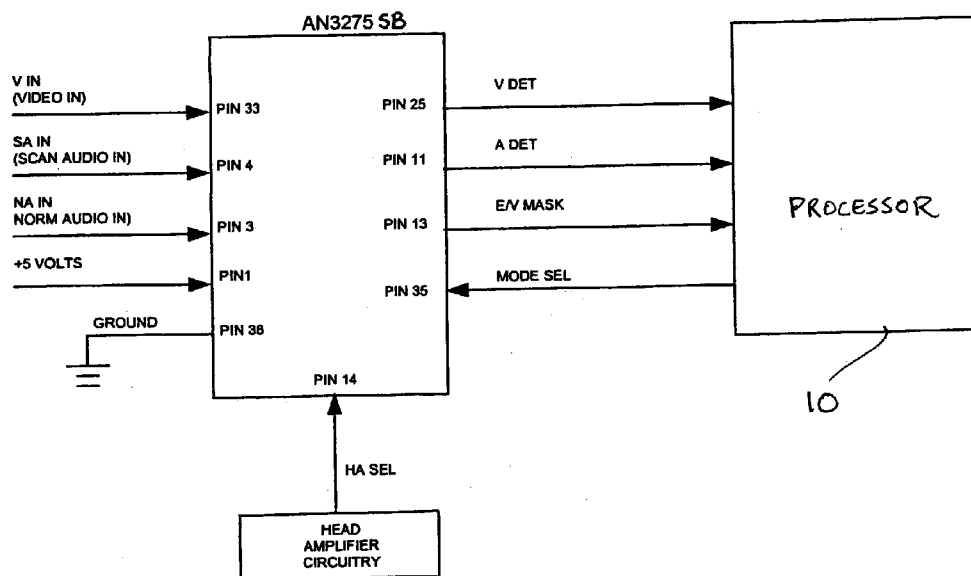 AN3275 SB
V IN
(VIDEO IN)
PIN 33
SA IN
(SCAN AUDIO IN)
PIN 4
NA IN
NORM AUDIO IN)
PIN 3
+5 VOLTS
PIN1
GROUND
PIN 38
PIN 14
PIN 25
V DET
PIN 11
A DET
PIN 13
E/V MASK
PIN 35
MODE SEL
PROCESSOR
10
HA SEL
HEAD
AMPLIFIER
CIRCUITRY